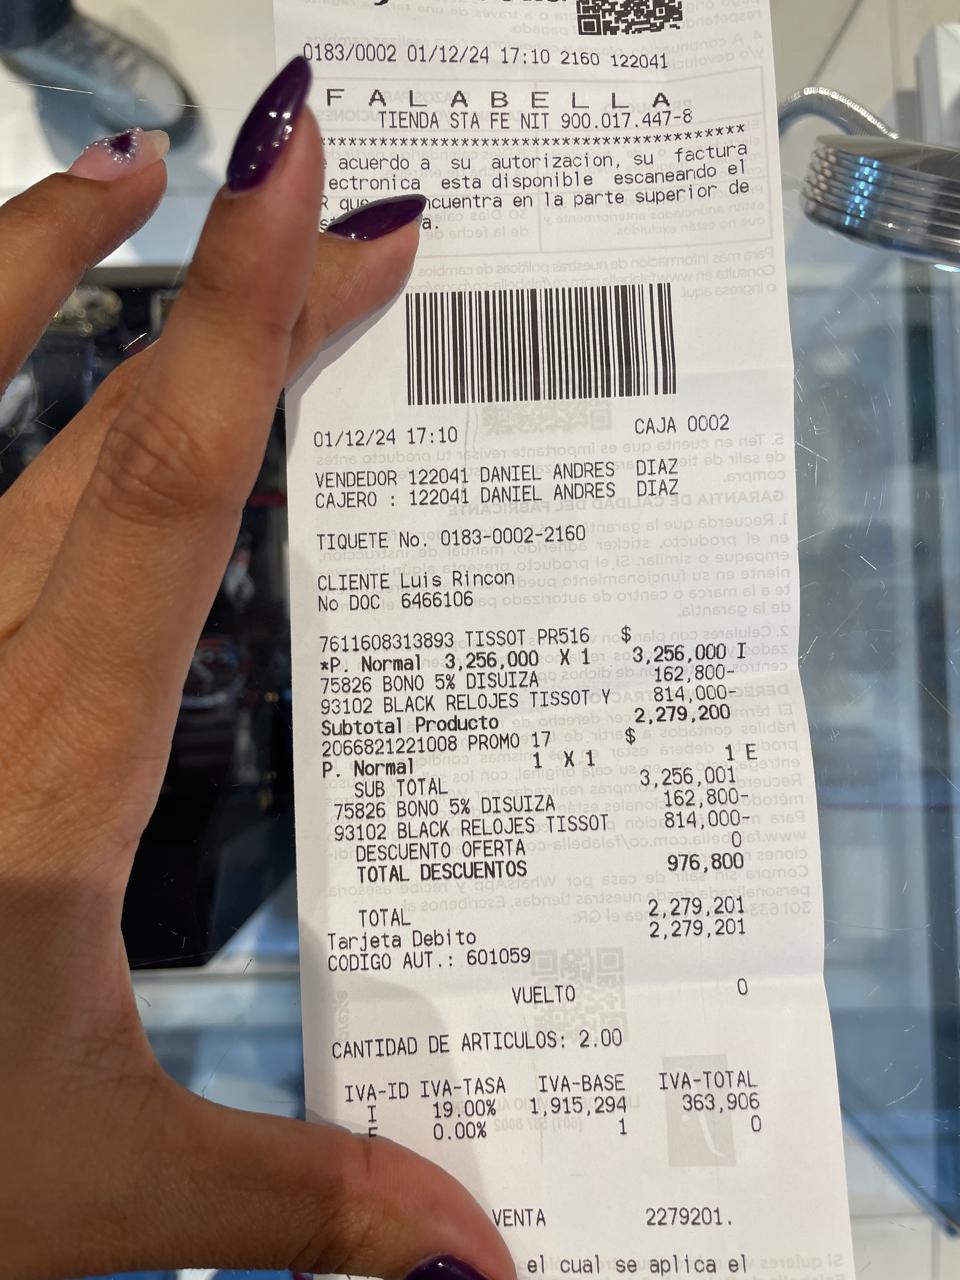 0183/0002 01/12/24 17:10 2160 122041
F A L A B E L L A
TIENDA STA FE NIT 900.017.447-8
****************************************
acuerdo a su autorizacion, su factura
ectronica esta disponible escaneando el
R que ncuentra en la parte superior de
a.
01/12/24 17:10 CAJA 0002
VENDEDOR 122041 DANIEL ANDRES DIAZ
CAJERO : 122041 DANIEL ANDRES DIAZ
TIQUETE No. 0183-0002-2160
CLIENTE Luis Rincon
No DOC 6466106
7611608313893 TISSOT PR516 $
*P. Normal 3,256,000 X 1 3,256,000 I
75826 BONO 5% DISUIZA 162,800-
93102 BLACK RELOJES TISSOT Y 814,000-
Subtotal Producto 2,279,200
2066821221008 PROMO 17 $
P. Normal 1 X 1 1 E
SUB TOTAL 3,256,001
75826 BONO 5% DISUIZA 162,800-
93102 BLACK RELOJES TISSOT 814,000-
DESCUENTO OFERTA 0
TOTAL DESCUENTOS 976,800
TOTAL 2,279,201
Tarjeta Debito 2,279,201
CODIGO AUT.: 601059
VUELTO 0
CANTIDAD DE ARTICULOS: 2.00
IVA-ID IVA-TASA IVA-BASE IVA-TOTAL
I 19.00% 1,915,294 363,906
E 0.00% 1 0
VENTA 2279201.
el cual se aplica el